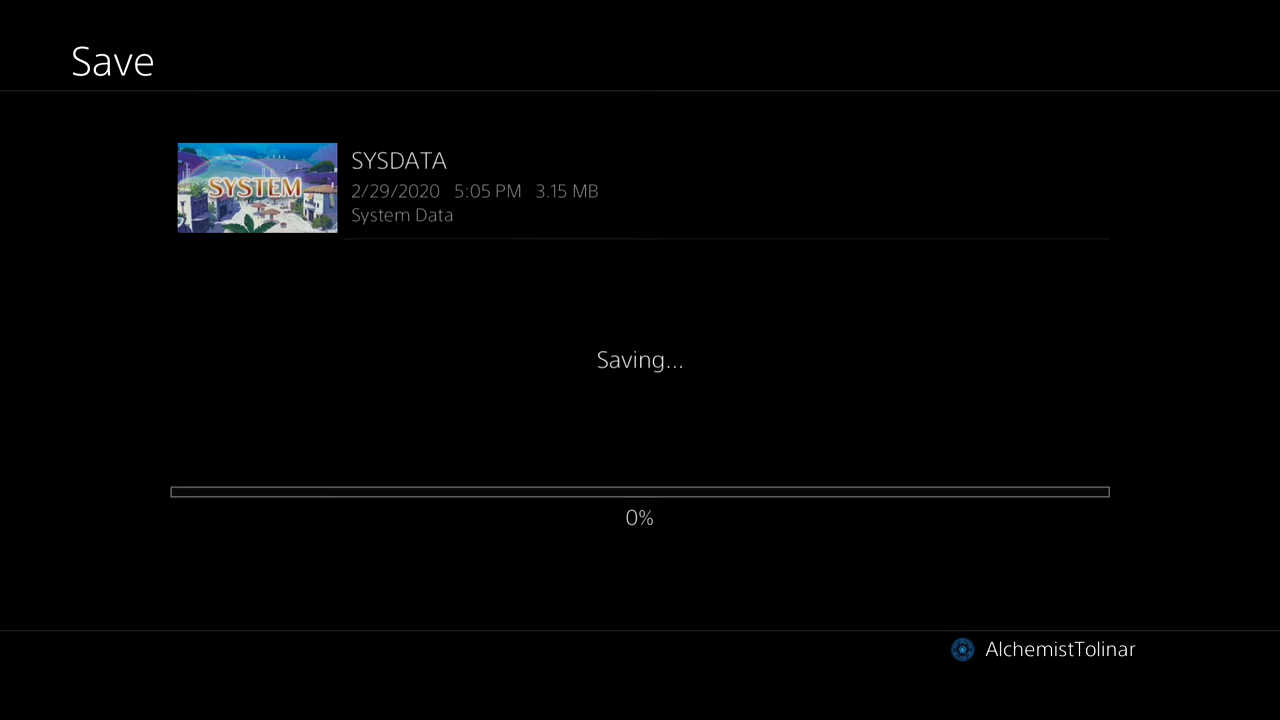 Save
SYSTEM
SYSDATA
2/29/2020 5:05 PM 3.15 MB
System Data
Saving...
0%
AlchemistTolinar